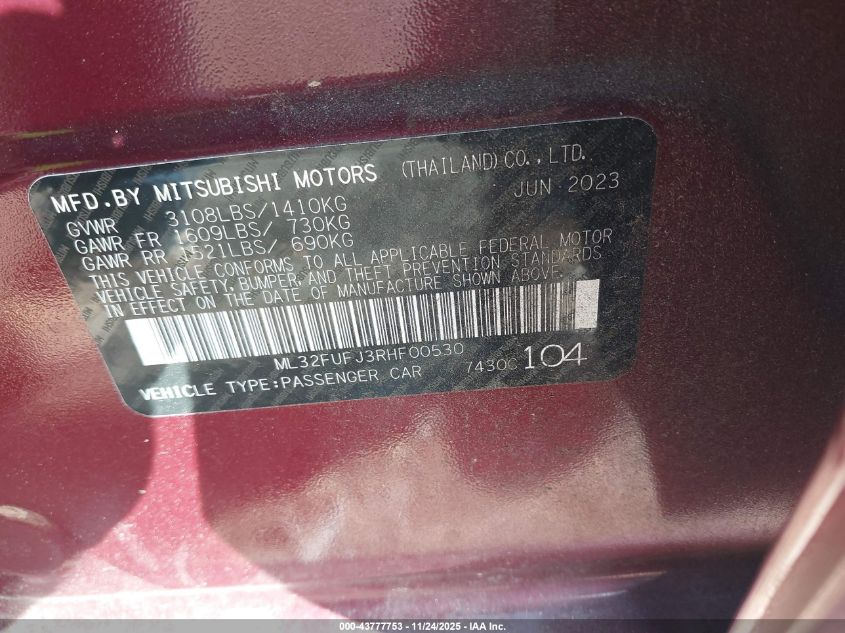 MFD.BY MITSUBISHI MOTORS (THAILAND) CO.,LTD.
JUN 2023
GVWR 3108LBS/1410KG
GAWR FR 1609LBS/ 730KG
GAWR RR 1521LBS/ 690KG
THIS VEHICLE CONFORMS TO ALL APPLICABLE FEDERAL MOTOR
VEHICLE SAFETY,BUMPER,AND THEFT PREVENTION STANDARDS
IN EFFECT ON THE DATE OF MANUFACTURE SHOWN ABOVE.
ML32FUFJ3RHF00530
VEHICLE TYPE:PASSENGER CAR 7430C 104
000-43777753 — 11/24/2025 — IAA Inc.